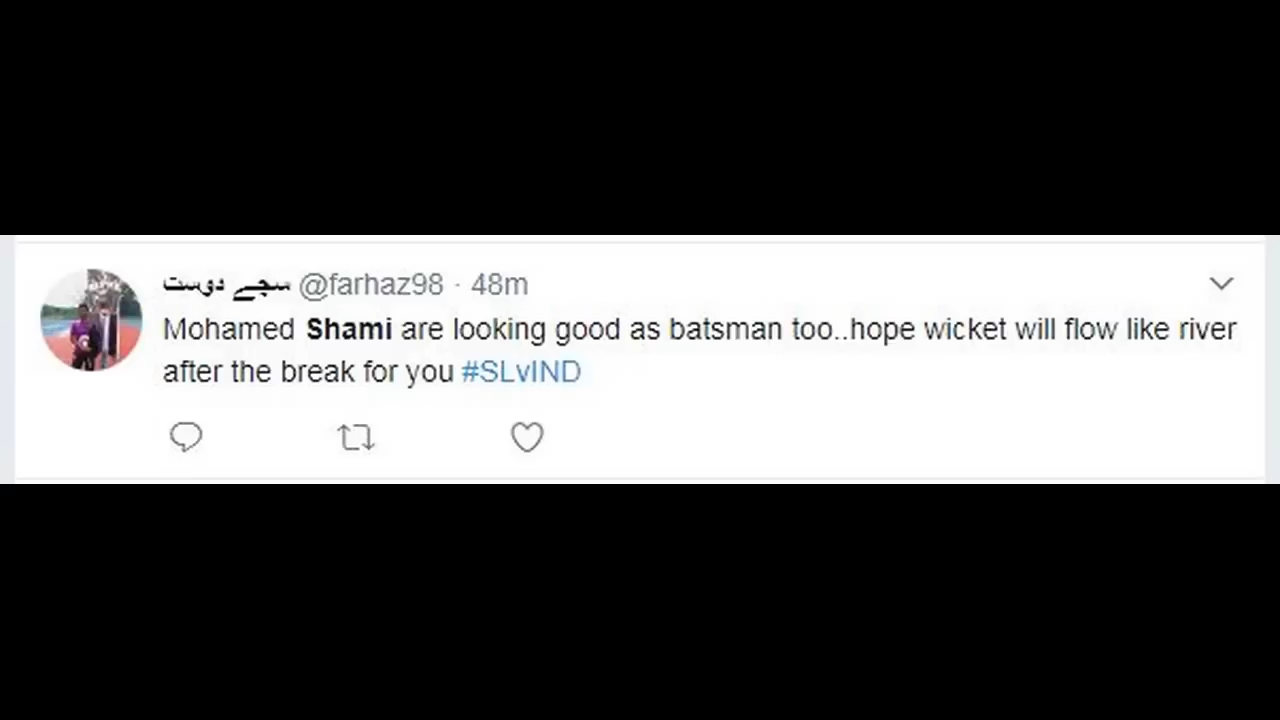 سچے دوست @farhaz98 · 48m
Mohamed Shami are looking good as batsman too..hope wicket will flow like river
after the break for you #SLvIND